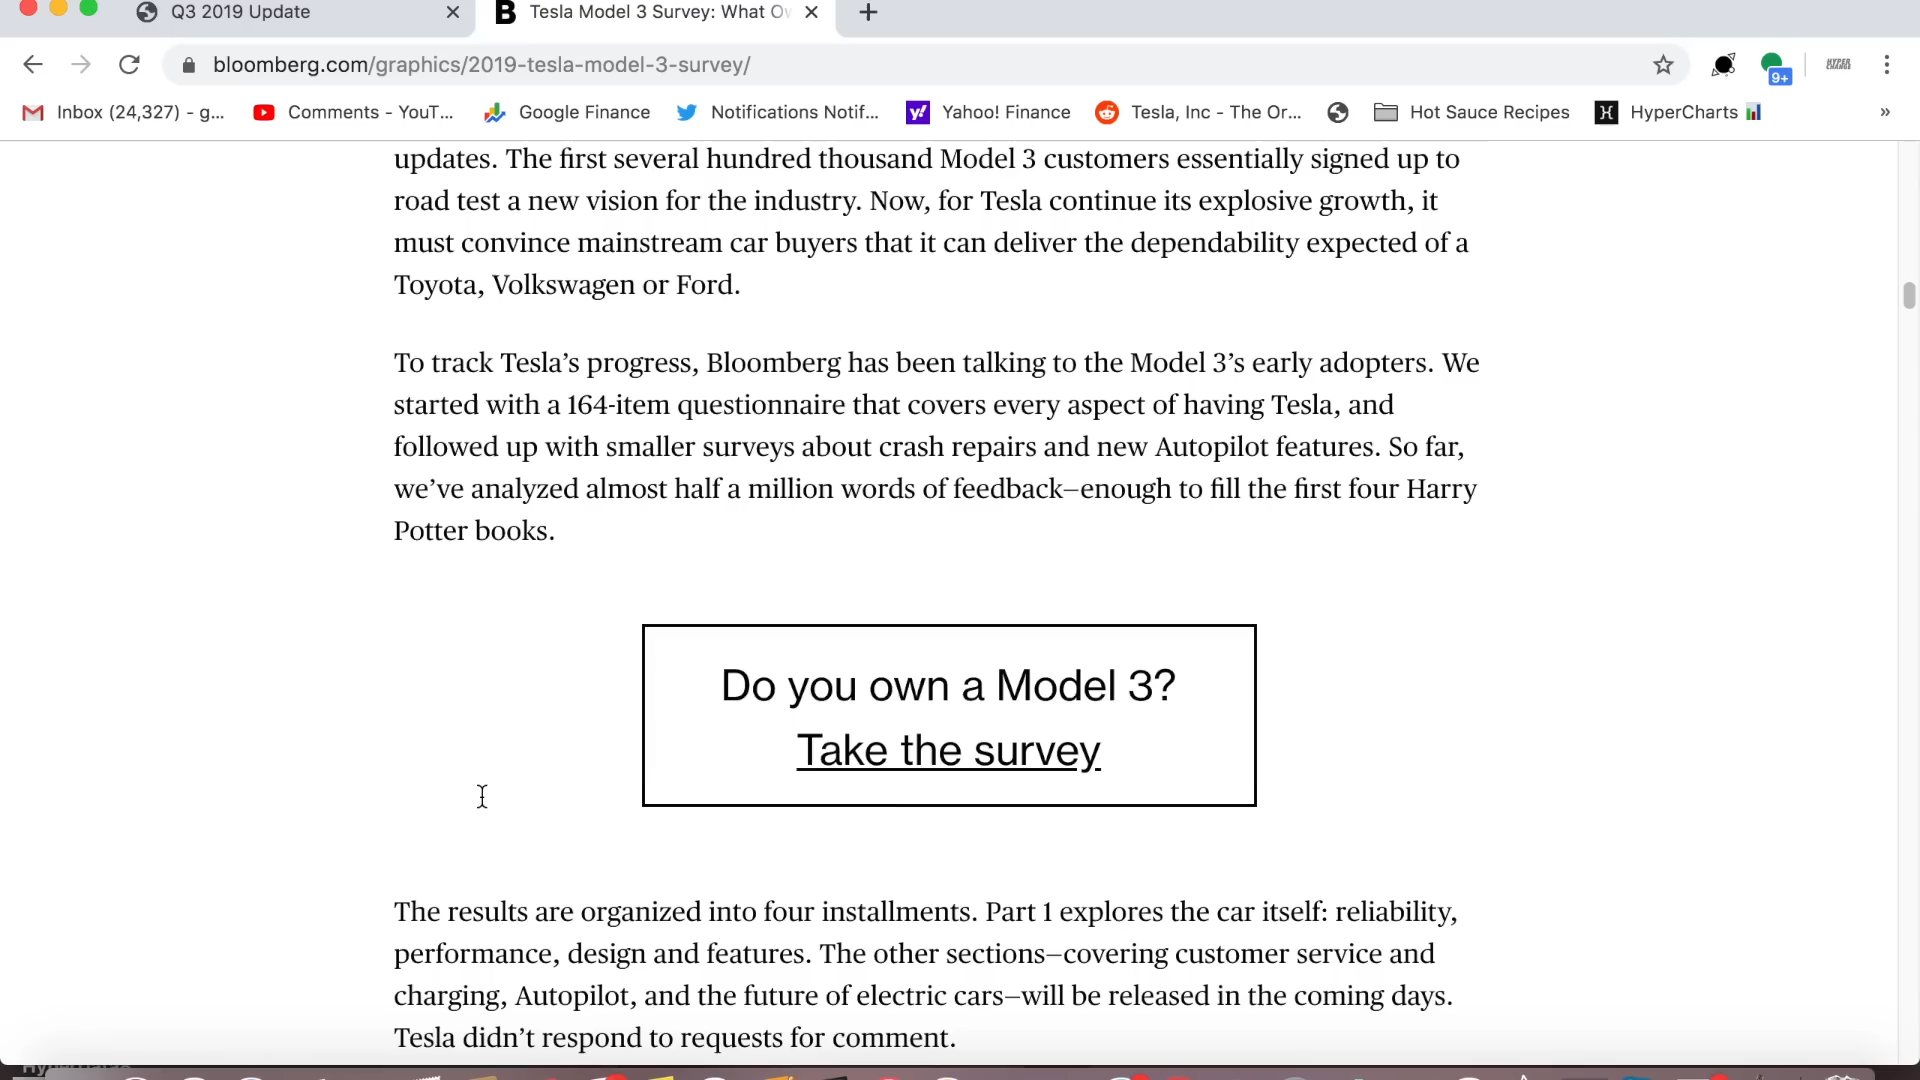 Q3 2019 Update
Tesla Model 3 Survey: What Ow
bloomberg.com/graphics/2019-tesla-model-3-survey/
9+
HYPER
CHANGE
Inbox (24,327) - g...
Comments - YouT...
Google Finance
Notifications Notif...
Yahoo! Finance
Tesla, Inc - The Or...
Hot Sauce Recipes
HyperCharts
»
updates. The first several hundred thousand Model 3 customers essentially signed up to
road test a new vision for the industry. Now, for Tesla continue its explosive growth, it
must convince mainstream car buyers that it can deliver the dependability expected of a
Toyota, Volkswagen or Ford.
To track Tesla’s progress, Bloomberg has been talking to the Model 3’s early adopters. We
started with a 164-item questionnaire that covers every aspect of having Tesla, and
followed up with smaller surveys about crash repairs and new Autopilot features. So far,
we’ve analyzed almost half a million words of feedback—enough to fill the first four Harry
Potter books.
Do you own a Model 3?
Take the survey
The results are organized into four installments. Part 1 explores the car itself: reliability,
performance, design and features. The other sections—covering customer service and
charging, Autopilot, and the future of electric cars—will be released in the coming days.
Tesla didn’t respond to requests for comment.